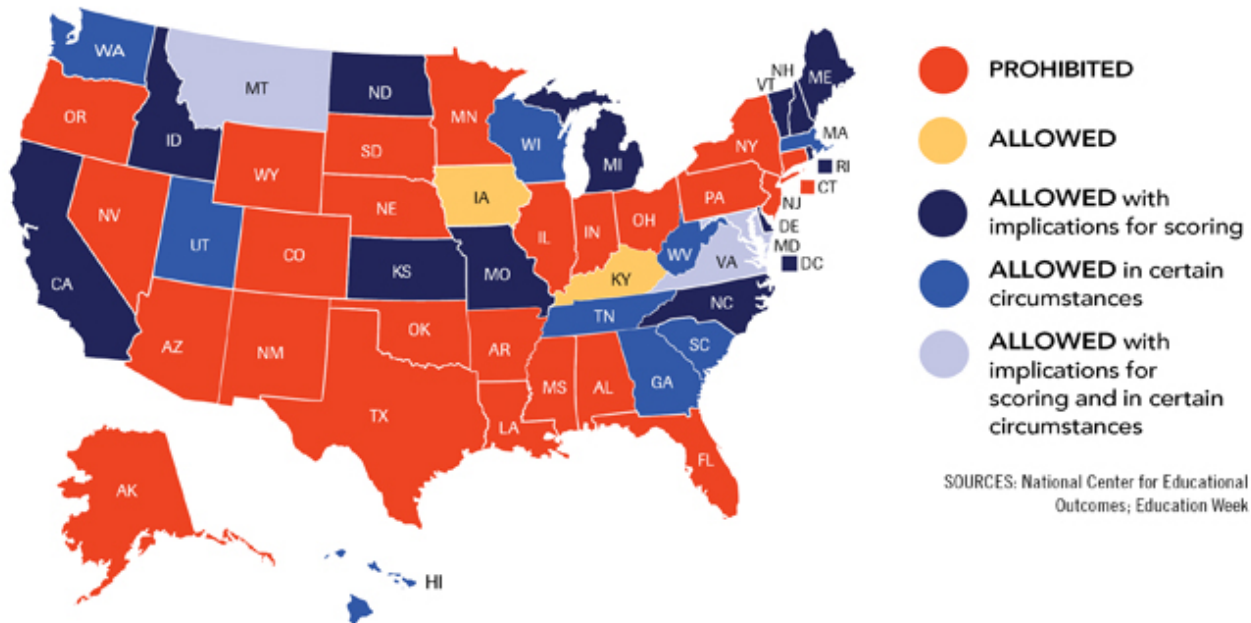 WA
MT
ND
MN
OR
ID
SD
WI
WY
MI
NV
NE
IA
UT
CO
IL
IN
OH
PA
NY
VT
NH
ME
MA
RI
CT
NJ
DE
MD
DC
CA
KS
MO
KY
WV
VA
AZ
NM
OK
AR
TN
NC
SC
TX
LA
MS
AL
GA
FL
AK
HI
PROHIBITED
ALLOWED
ALLOWED with
implications for scoring
ALLOWED in certain
circumstances
ALLOWED with
implications for
scoring and in certain
circumstances
SOURCES: National Center for Educational
Outcomes; Education Week